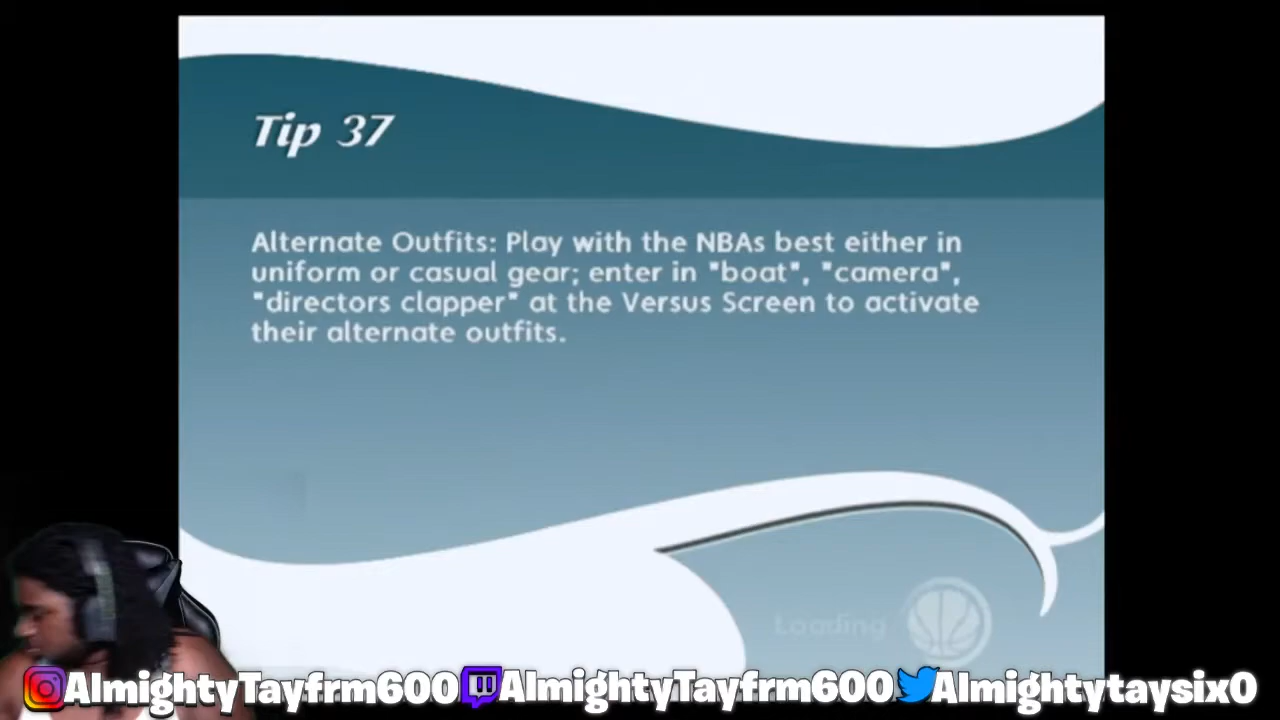 Tip 37
Alternate Outfits: Play with the NBAs best either in
uniform or casual gear; enter in "boat", "camera",
"directors clapper" at the Versus Screen to activate
their alternate outfits.
Loading
AlmightyTayfrm600 AlmightyTayfrm600 Almightytaysix0